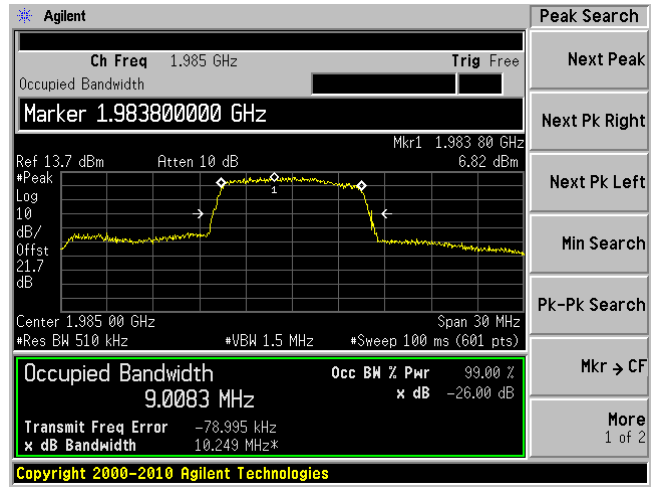 Agilent
Peak Search
Ch Freq 1.985 GHz Trig Free
Occupied Bandwidth
Marker 1.983800000 GHz
Mkr1 1.983 80 GHz
Ref 13.7 dBm Atten 10 dB 6.82 dBm
#Peak
Log
10
dB/
Offst
21.7
dB
1
Center 1.985 00 GHz Span 30 MHz
#Res BW 510 kHz #VBW 1.5 MHz #Sweep 100 ms (601 pts)
Occupied Bandwidth Occ BW % Pwr 99.00 %
9.0083 MHz x dB -26.00 dB
Transmit Freq Error -78.995 kHz
x dB Bandwidth 10.249 MHz*
Copyright 2000-2010 Agilent Technologies
Next Peak
Next Pk Right
Next Pk Left
Min Search
Pk-Pk Search
Mkr → CF
More
1 of 2